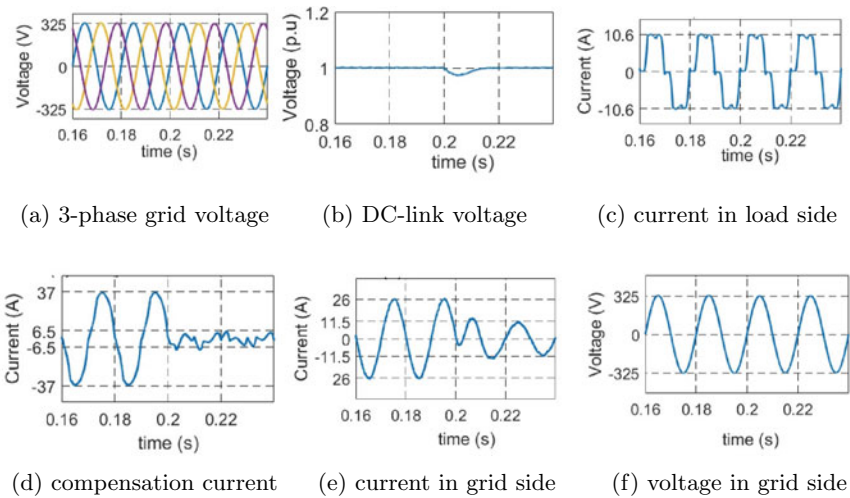 Voltage (V)
325
0
-325
0.16 0.18 0.2 0.22
time (s)
(a) 3-phase grid voltage
Voltage (p.u)
1.2
1
0.8
0.16 0.18 0.2 0.22
time (s)
(b) DC-link voltage
Current (A)
10.6
0
-10.6
0.16 0.18 0.2 0.22
time (s)
(c) current in load side
Current (A)
37
6.5
-6.5
-37
0.16 0.18 0.2 0.22
time (s)
(d) compensation current
Current (A)
26
11.5
0
-11.5
26
0.16 0.18 0.2 0.22
time (s)
(e) current in grid side
Voltage (V)
325
0
-325
0.16 0.18 0.2 0.22
time (s)
(f) voltage in grid side